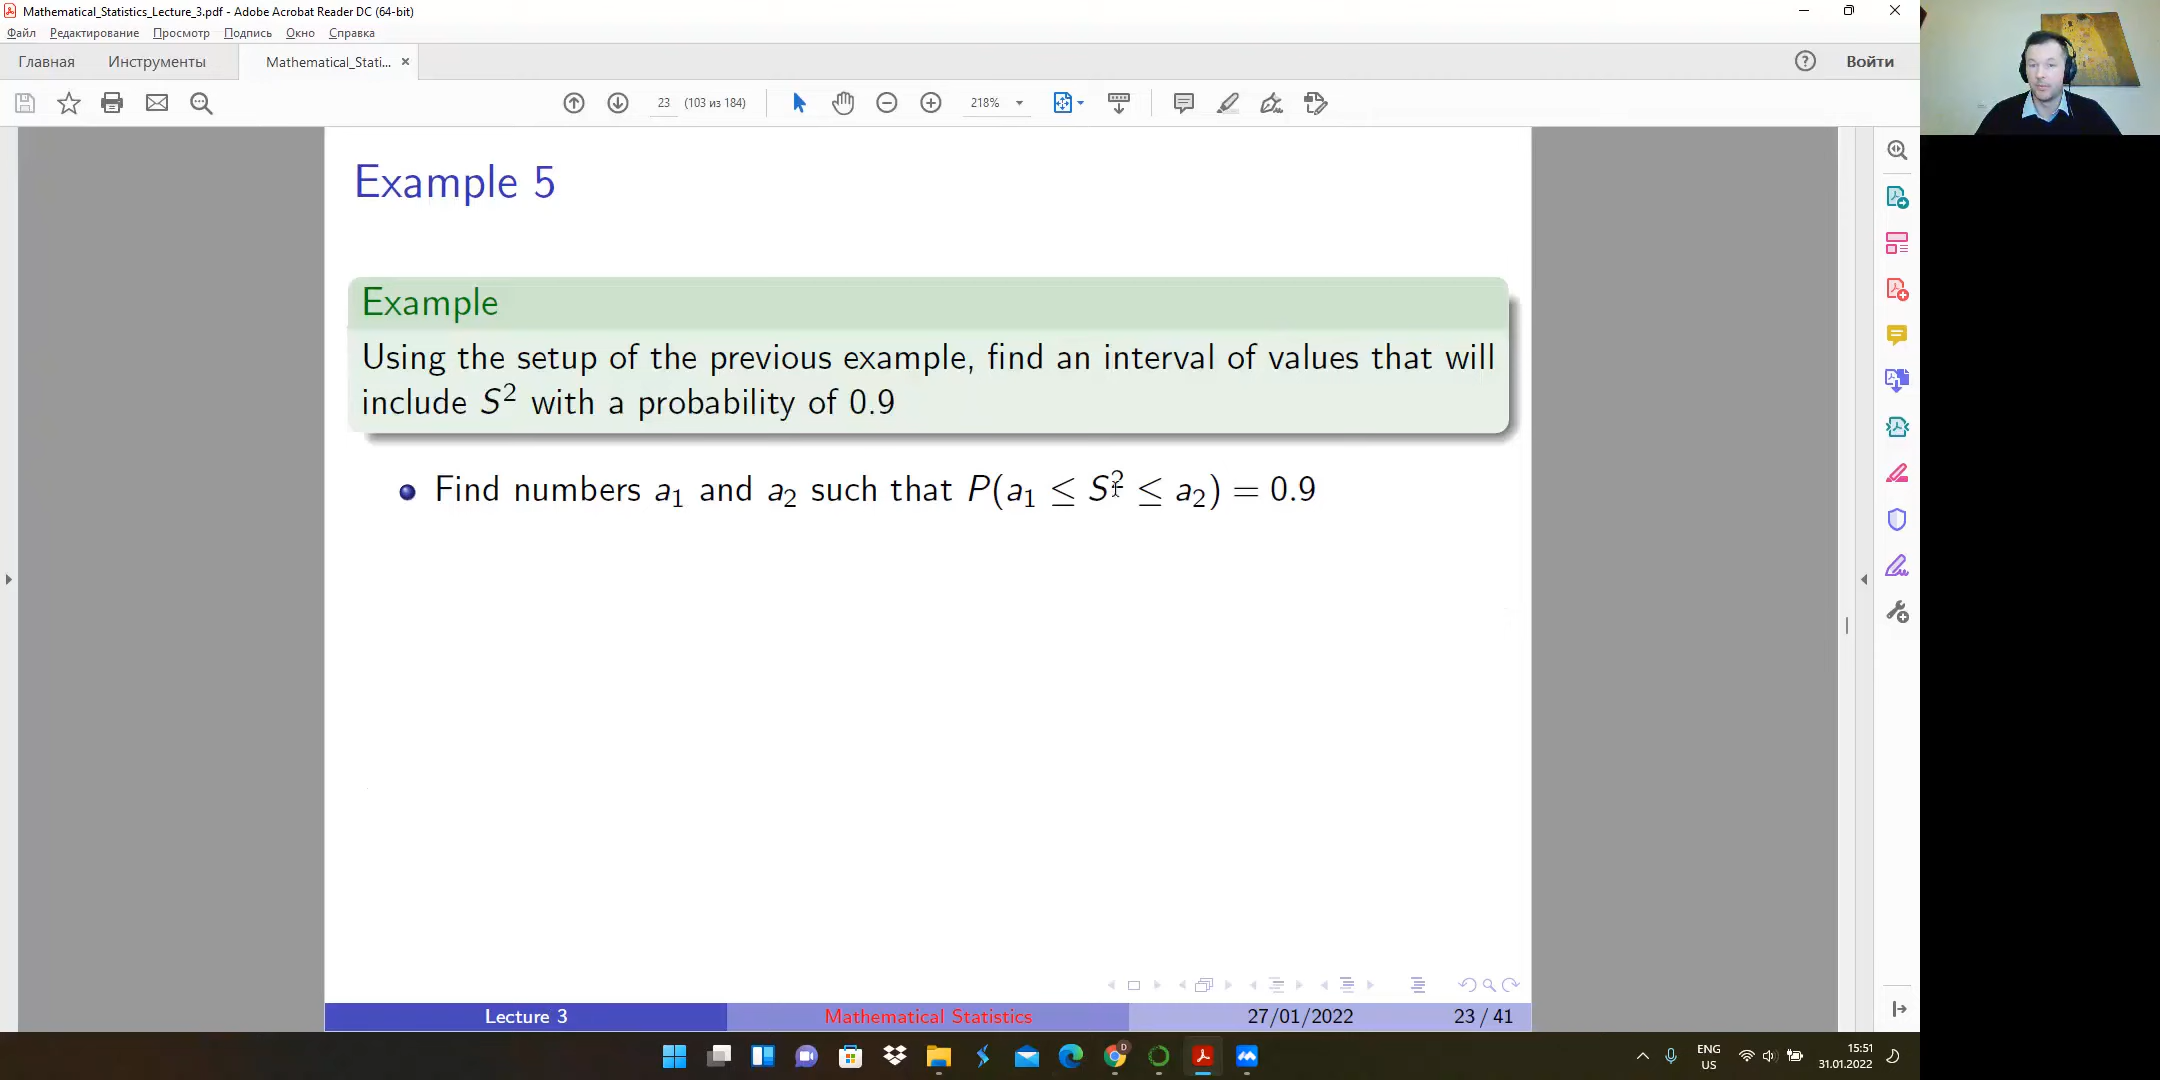 Mathematical_Statistics_Lecture_3.pdf - Adobe Acrobat Reader DC (64-bit)
Файл Редактирование Просмотр Подпись Окно Справка
Главная Инструменты Mathematical_Stati... × Войти
23 (103 из 184) 218%
Example 5
Example
Using the setup of the previous example, find an interval of values that will
include S² with a probability of 0.9
Find numbers a₁ and a₂ such that P(a₁ ≤ S² ≤ a₂) = 0.9
Lecture 3 Mathematical Statistics 27/01/2022 23 / 41
ENG
US
15:51
31.01.2022